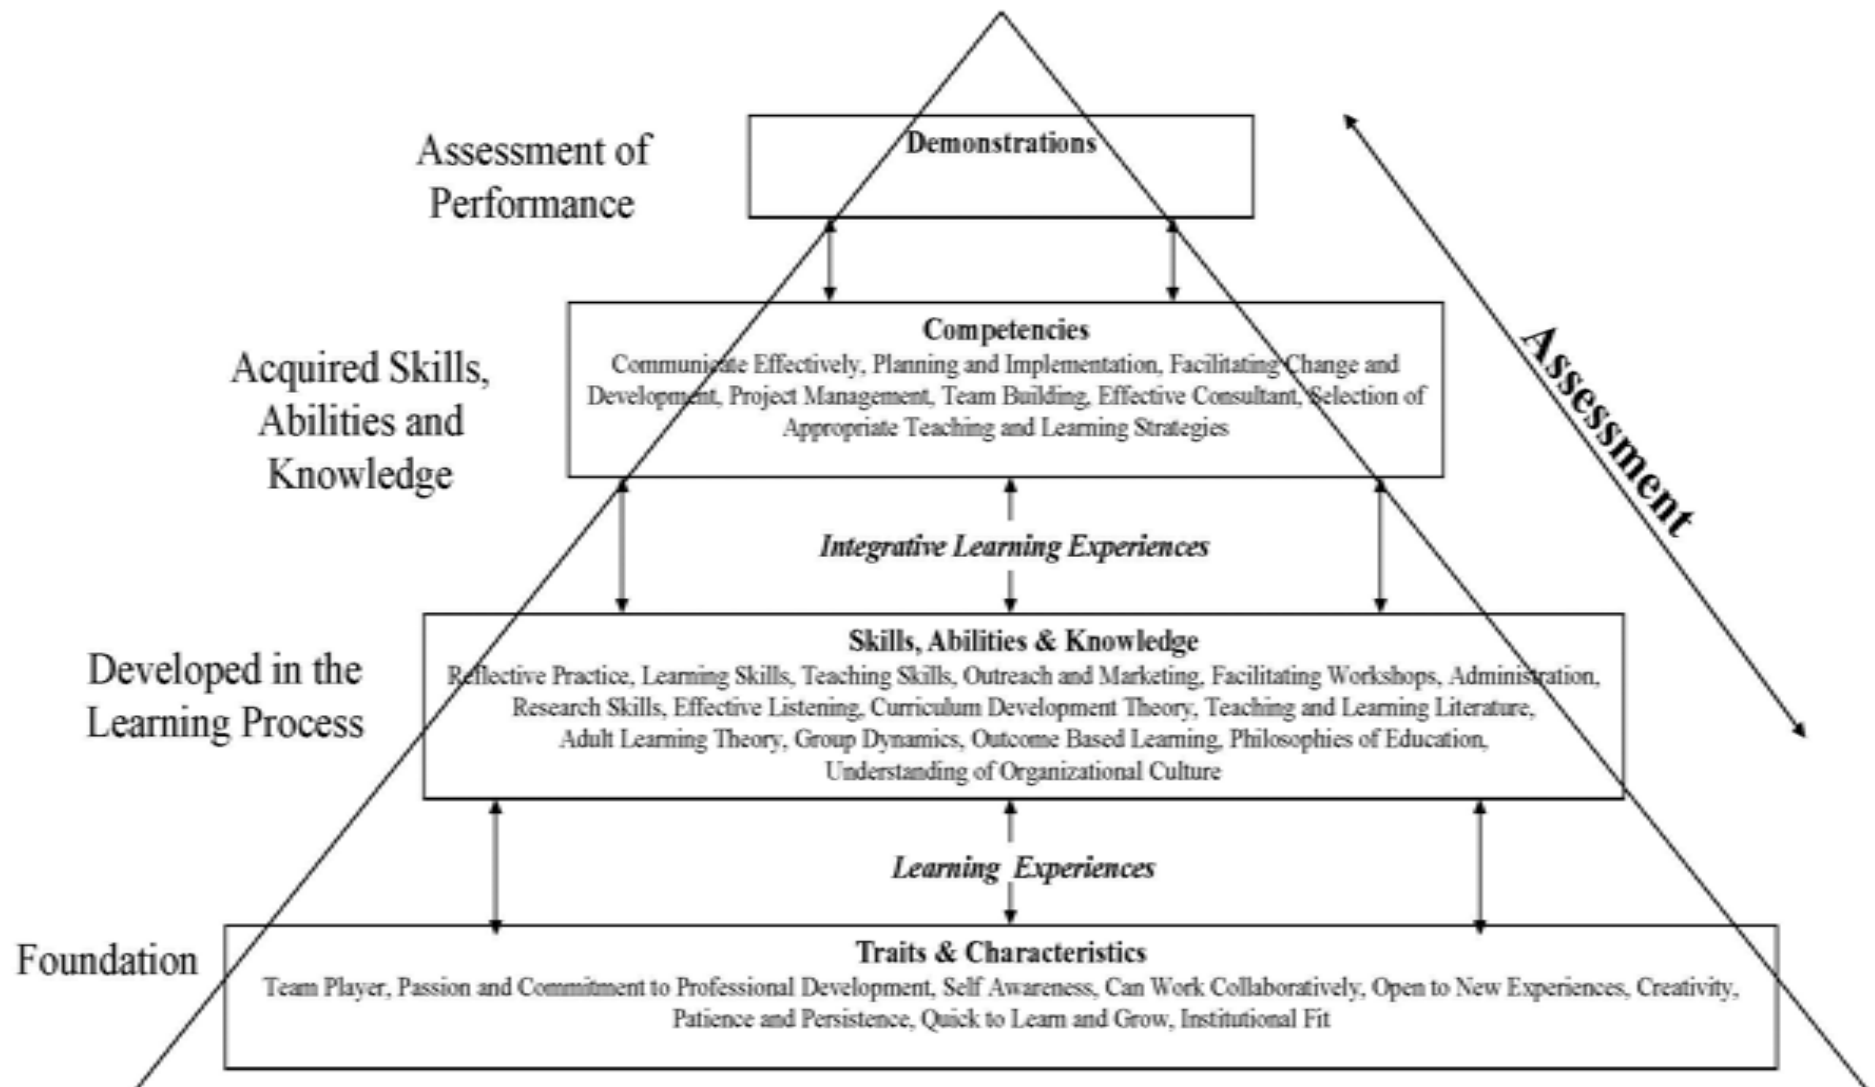 Assessment of
Performance
Demonstrations
Acquired Skills,
Abilities and
Knowledge
Competencies
Communicate Effectively, Planning and Implementation, Facilitating Change and
Development, Project Management, Team Building, Effective Consultant, Selection of
Appropriate Teaching and Learning Strategies
Assessment
Integrative Learning Experiences
Developed in the
Learning Process
Skills, Abilities & Knowledge
Reflective Practice, Learning Skills, Teaching Skills, Outreach and Marketing, Facilitating Workshops, Administration,
Research Skills, Effective Listening, Curriculum Development Theory, Teaching and Learning Literature,
Adult Learning Theory, Group Dynamics, Outcome Based Learning, Philosophies of Education,
Understanding of Organizational Culture
Learning Experiences
Foundation
Traits & Characteristics
Team Player, Passion and Commitment to Professional Development, Self Awareness, Can Work Collaboratively, Open to New Experiences, Creativity,
Patience and Persistence, Quick to Learn and Grow, Institutional Fit